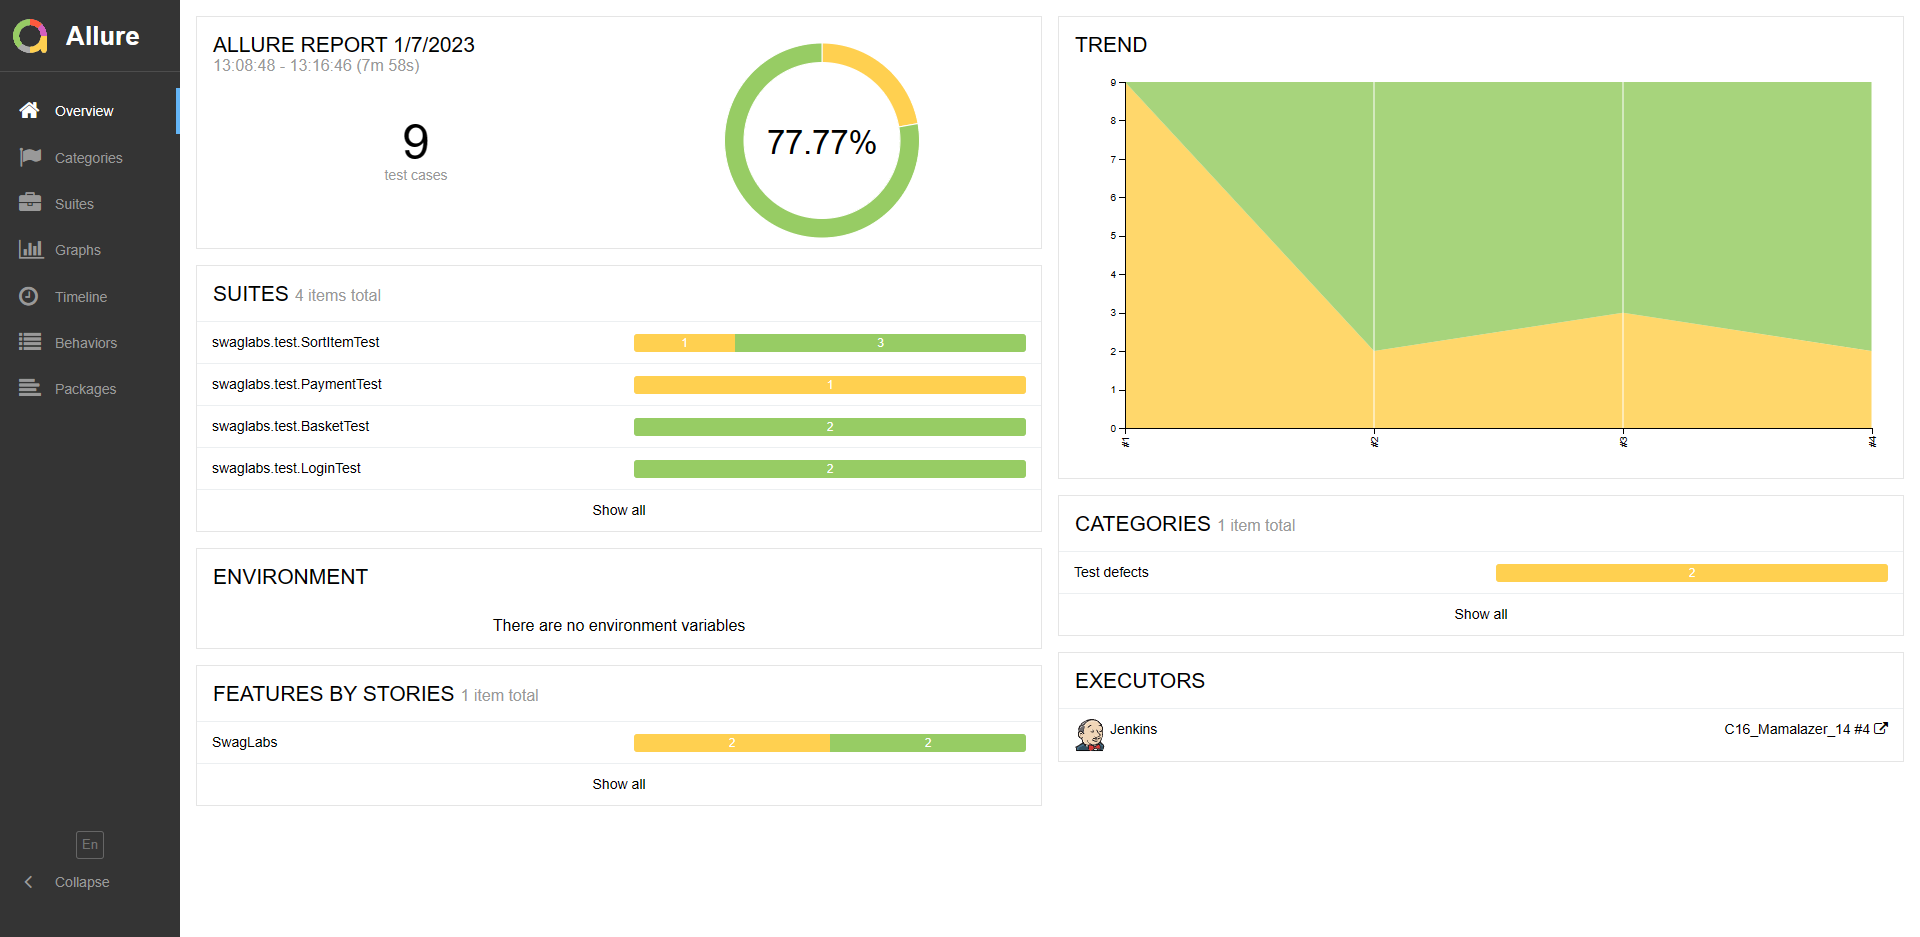 Allure
Overview
Categories
Suites
Graphs
Timeline
Behaviors
Packages
En
Collapse
ALLURE REPORT 1/7/2023
13:08:48 - 13:16:46 (7m 58s)
9
test cases
77.77%
SUITES 4 items total
swaglabs.test.SortItemTest 1 3
swaglabs.test.PaymentTest 1
swaglabs.test.BasketTest 2
swaglabs.test.LoginTest 2
Show all
ENVIRONMENT
There are no environment variables
FEATURES BY STORIES 1 item total
SwagLabs 2 2
Show all
TREND
9
8
7
6
5
4
3
2
1
0
#1 #2 #3 #4
CATEGORIES 1 item total
Test defects 2
Show all
EXECUTORS
Jenkins C16_Mamalazer_14 #4